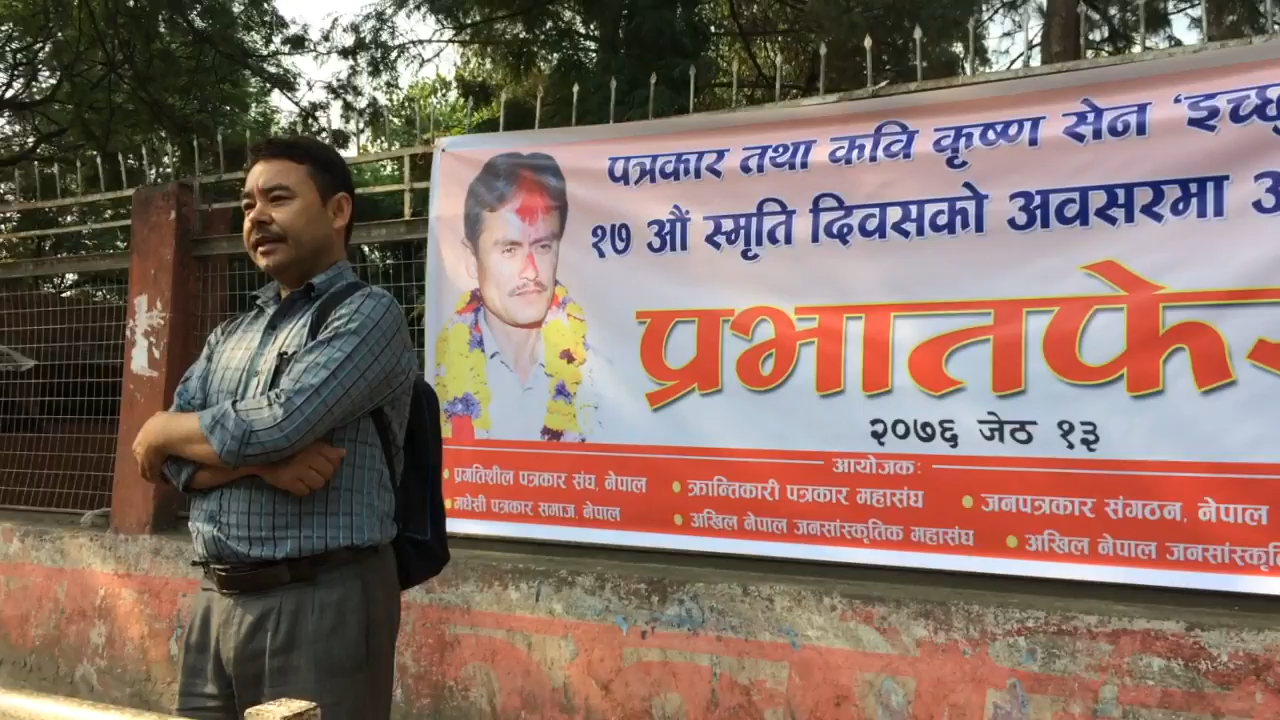 पत्रकार तथा कवि कृष्ण सेन 'इच्छु
१७ औं स्मृति दिवसको अवसरमा
प्रभातफे
२०७६ जेठ १३
आयोजक:
प्रगतिशील पत्रकार संघ, नेपाल
क्रान्तिकारी पत्रकार महासंघ
जनपत्रकार संगठन, नेपाल
मधेसी पत्रकार समाज, नेपाल
अखिल नेपाल जनसांस्कृतिक महासंघ
अखिल नेपाल जनसांस्कृति